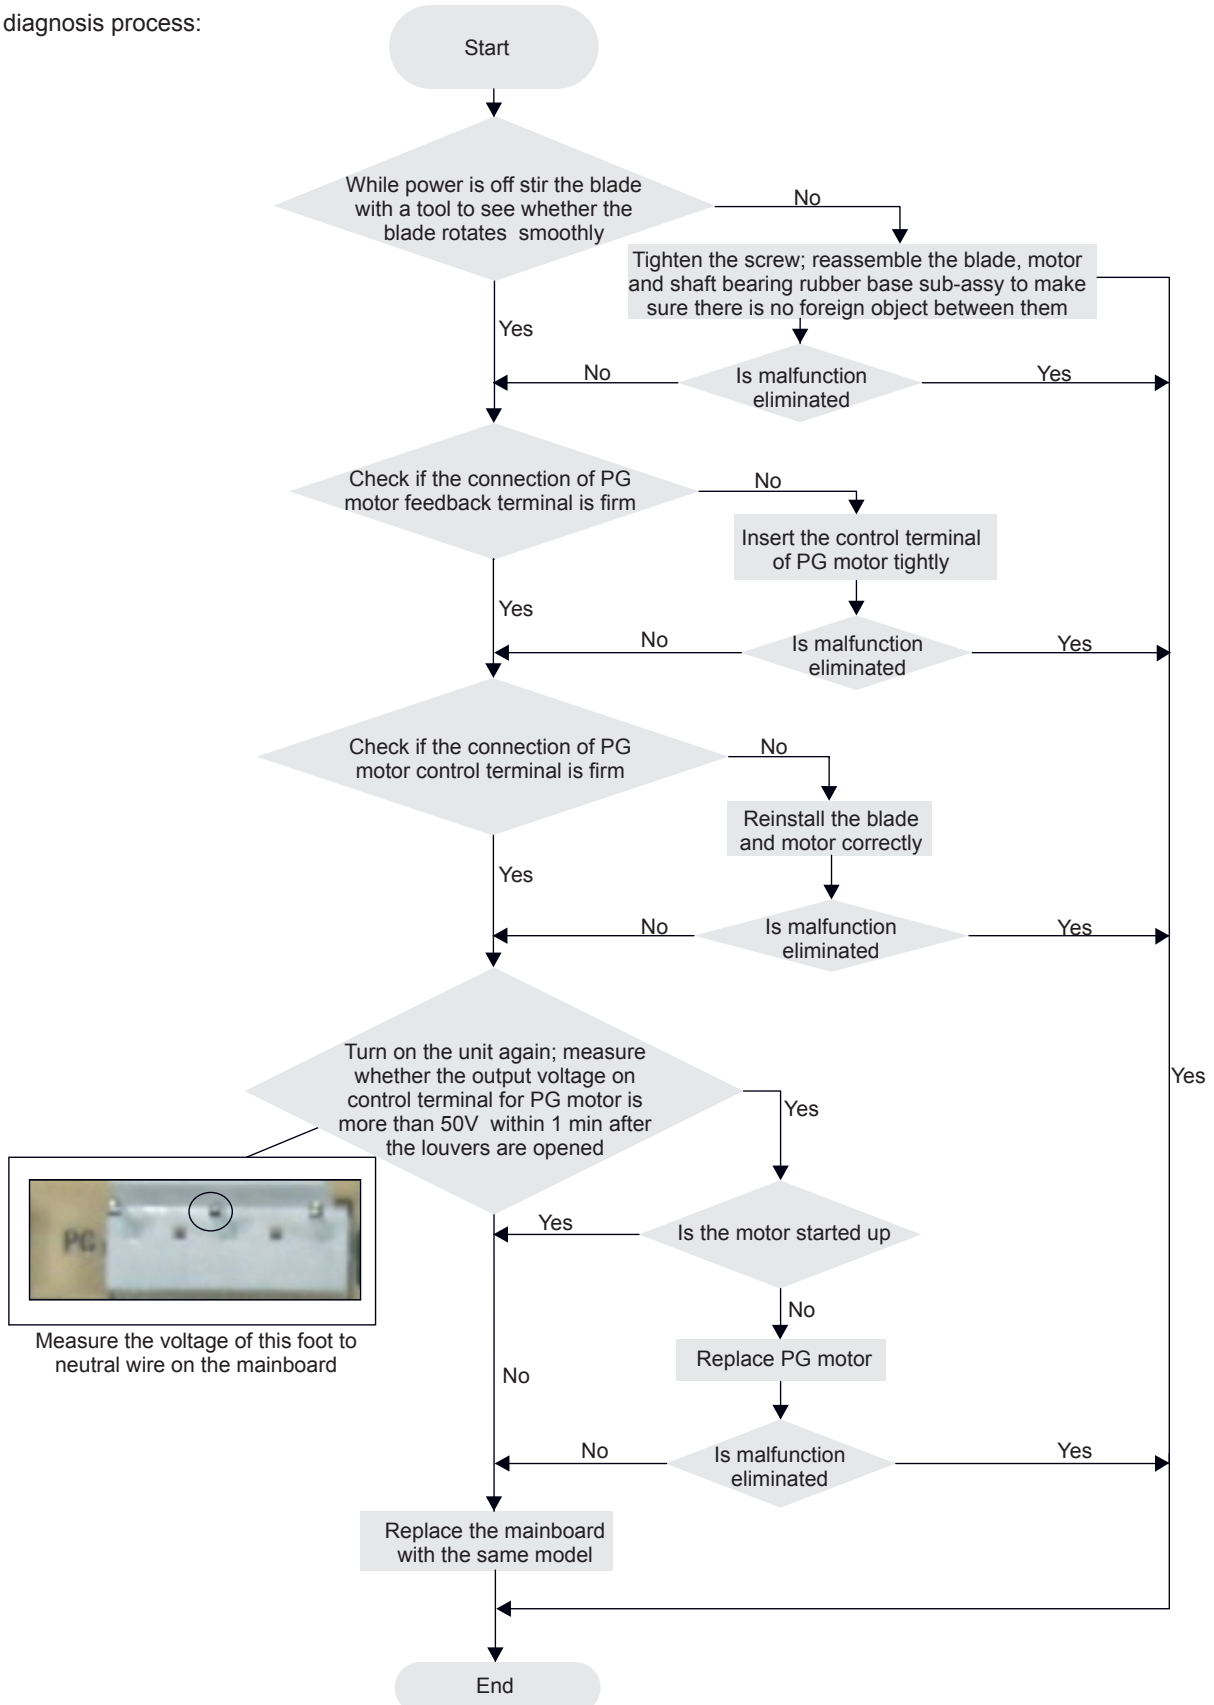 diagnosis process:
Start
While power is off stir the blade
with a tool to see whether the
blade rotates smoothly
No
Tighten the screw; reassemble the blade, motor
and shaft bearing rubber base sub-assy to make
sure there is no foreign object between them
Yes
No
Is malfunction
eliminated
Yes
Check if the connection of PG
motor feedback terminal is firm
No
Insert the control terminal
of PG motor tightly
Yes
No
Is malfunction
eliminated
Yes
Check if the connection of PG
motor control terminal is firm
No
Reinstall the blade
and motor correctly
Yes
No
Is malfunction
eliminated
Yes
Turn on the unit again; measure
whether the output voltage on
control terminal for PG motor is
more than 50V within 1 min after
the louvers are opened
Yes
Yes
PG
Yes
Is the motor started up
Measure the voltage of this foot to
neutral wire on the mainboard
No
Replace PG motor
No
No
Is malfunction
eliminated
Yes
Replace the mainboard
with the same model
End